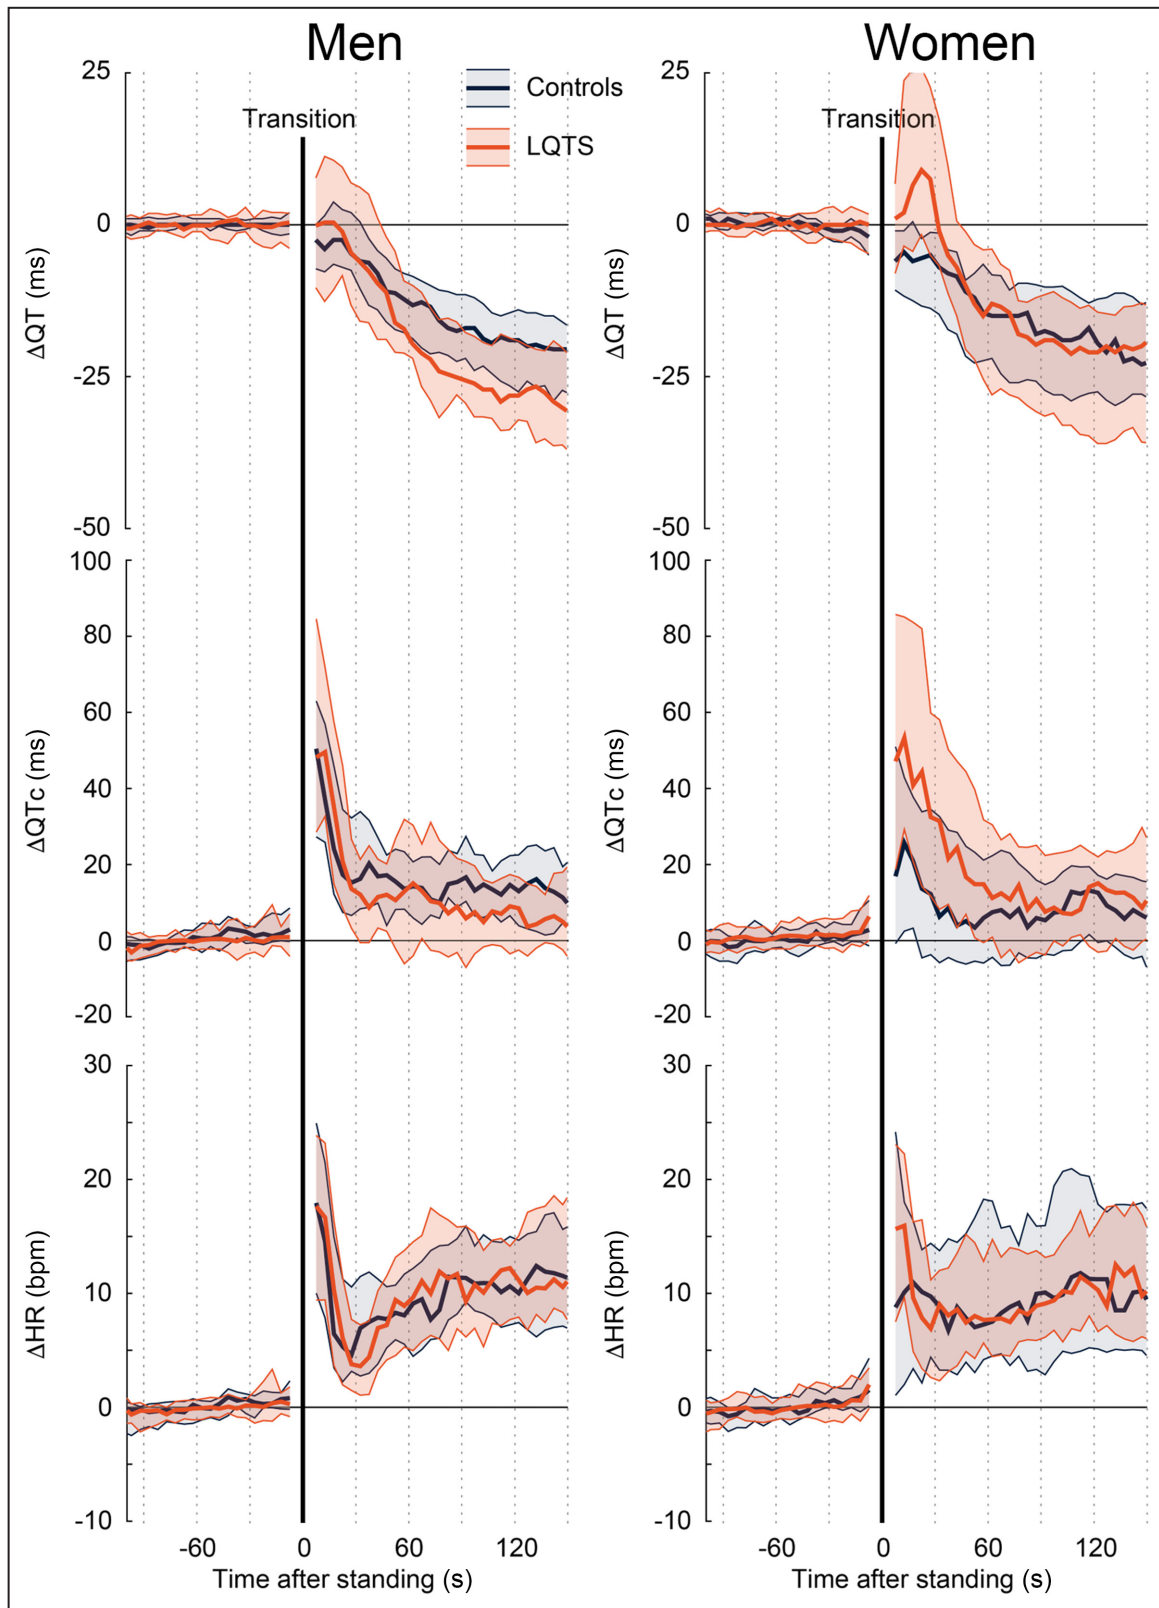 Men
Women
Controls
LQTS
Transition
Transition
25
0
-25
-50
ΔQT (ms)
25
0
-25
-50
ΔQT (ms)
100
80
60
40
20
0
-20
ΔQTc (ms)
100
80
60
40
20
0
-20
ΔQTc (ms)
30
20
10
0
-10
ΔHR (bpm)
30
20
10
0
-10
ΔHR (bpm)
-60 0 60 120
Time after standing (s)
-60 0 60 120
Time after standing (s)